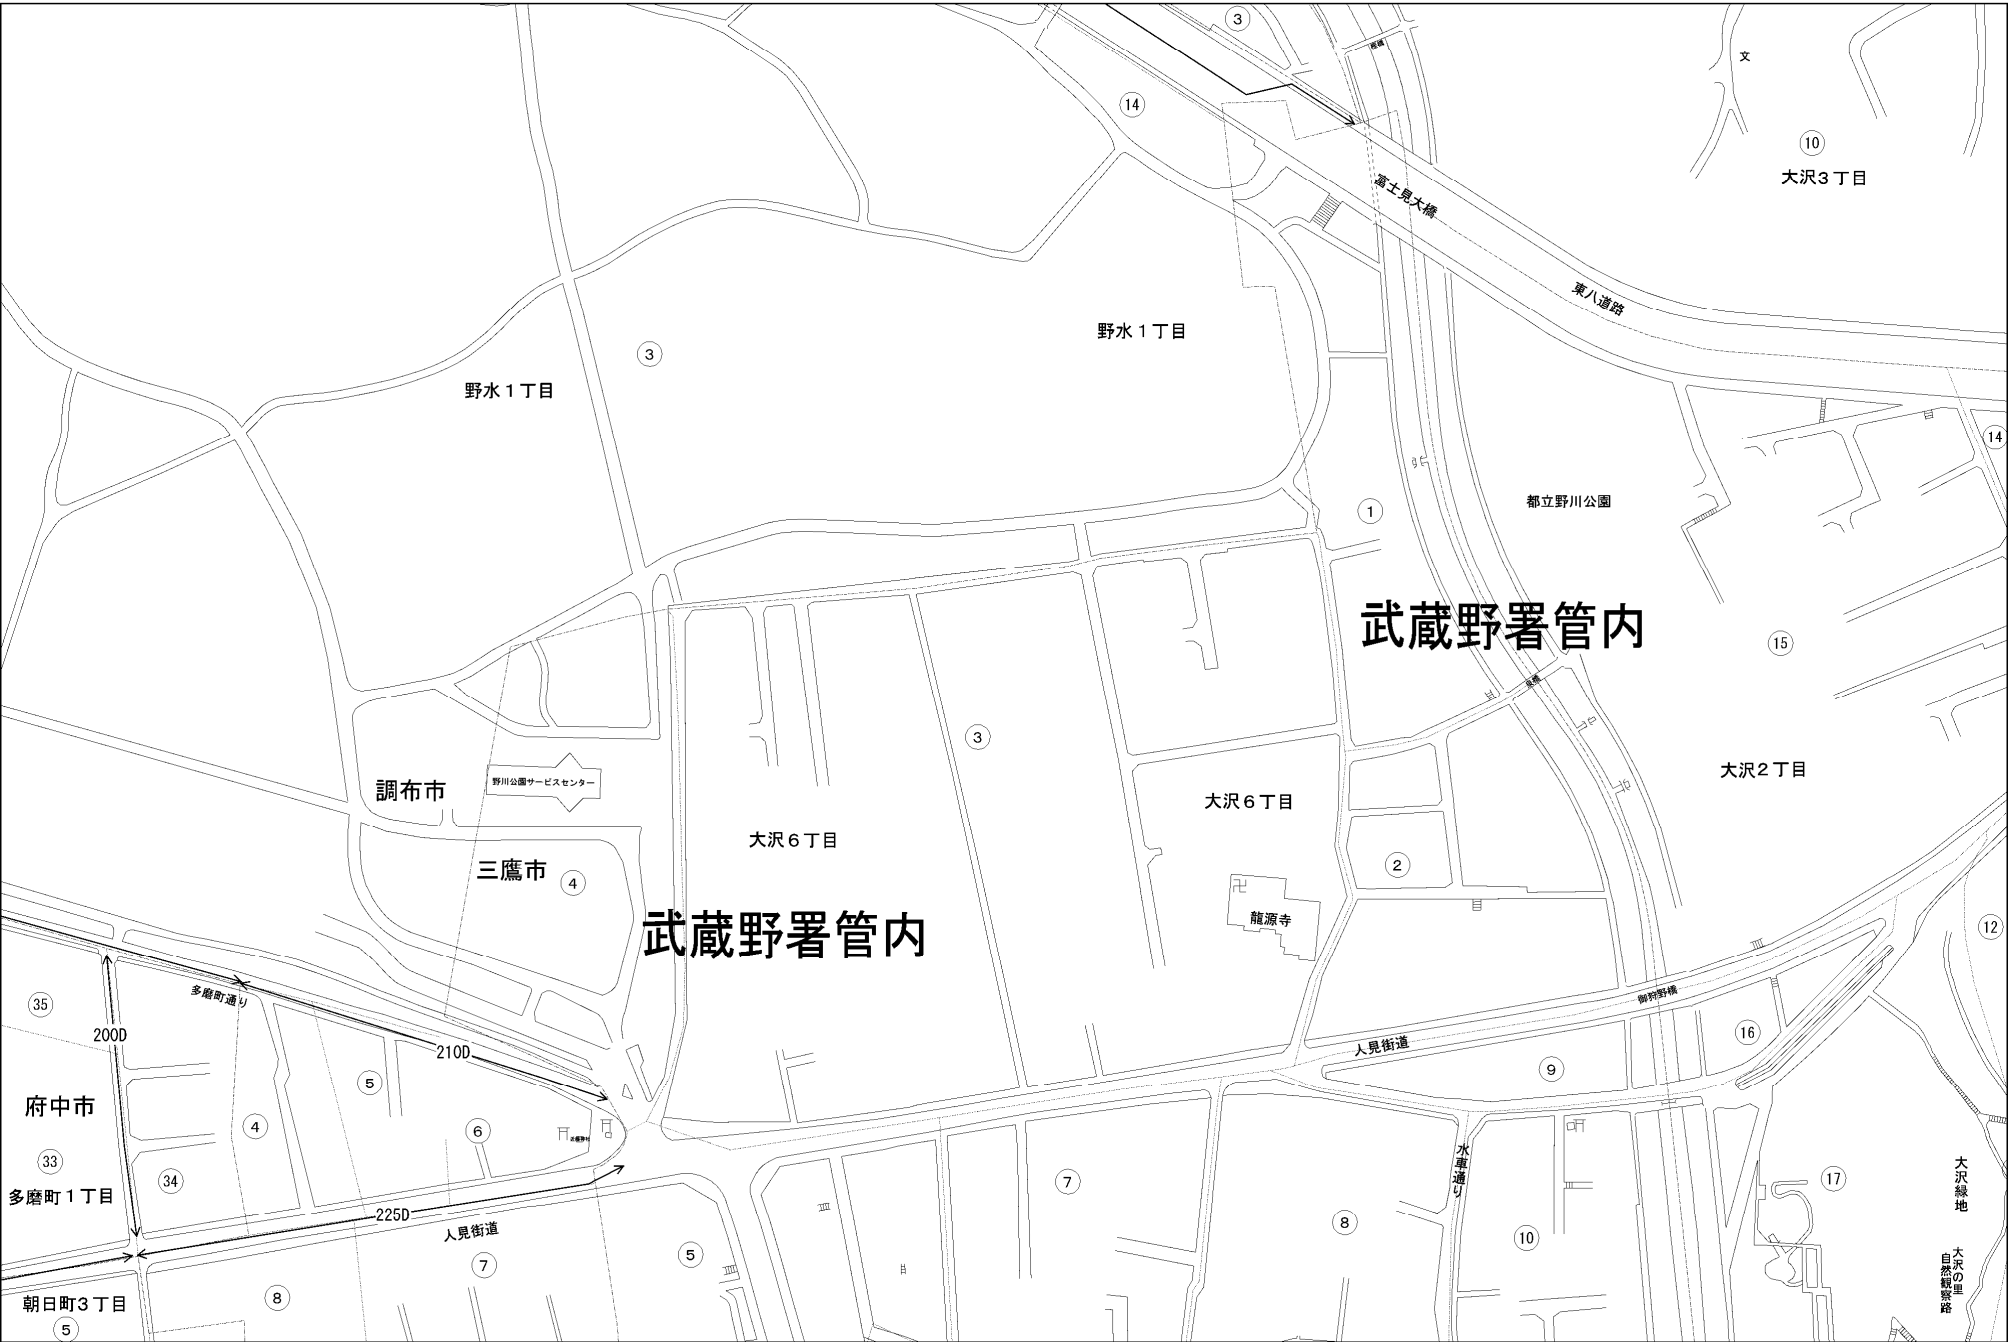 ③
榎橋
文
⑭
⑩
大沢3丁目
富士見大橋
東八道路
野水1丁目
③
野水1丁目
⑭
都立野川公園
①
武蔵野署管内
⑮
泉橋
③
大沢2丁目
野川公園サービスセンター
調布市
大沢6丁目
大沢6丁目
三鷹市
④
②
龍源寺
武蔵野署管内
⑫
多磨町通り
御狩野橋
㉟
200D
210D
人見街道
⑯
⑤
⑨
府中市
④
⑥
㉝
㉞
多磨町1丁目
水車通り
⑦
⑰
大沢緑地
225D
人見街道
⑧
⑩
⑤
⑦
大沢の里
自然観察路
⑧
朝日町3丁目
⑤